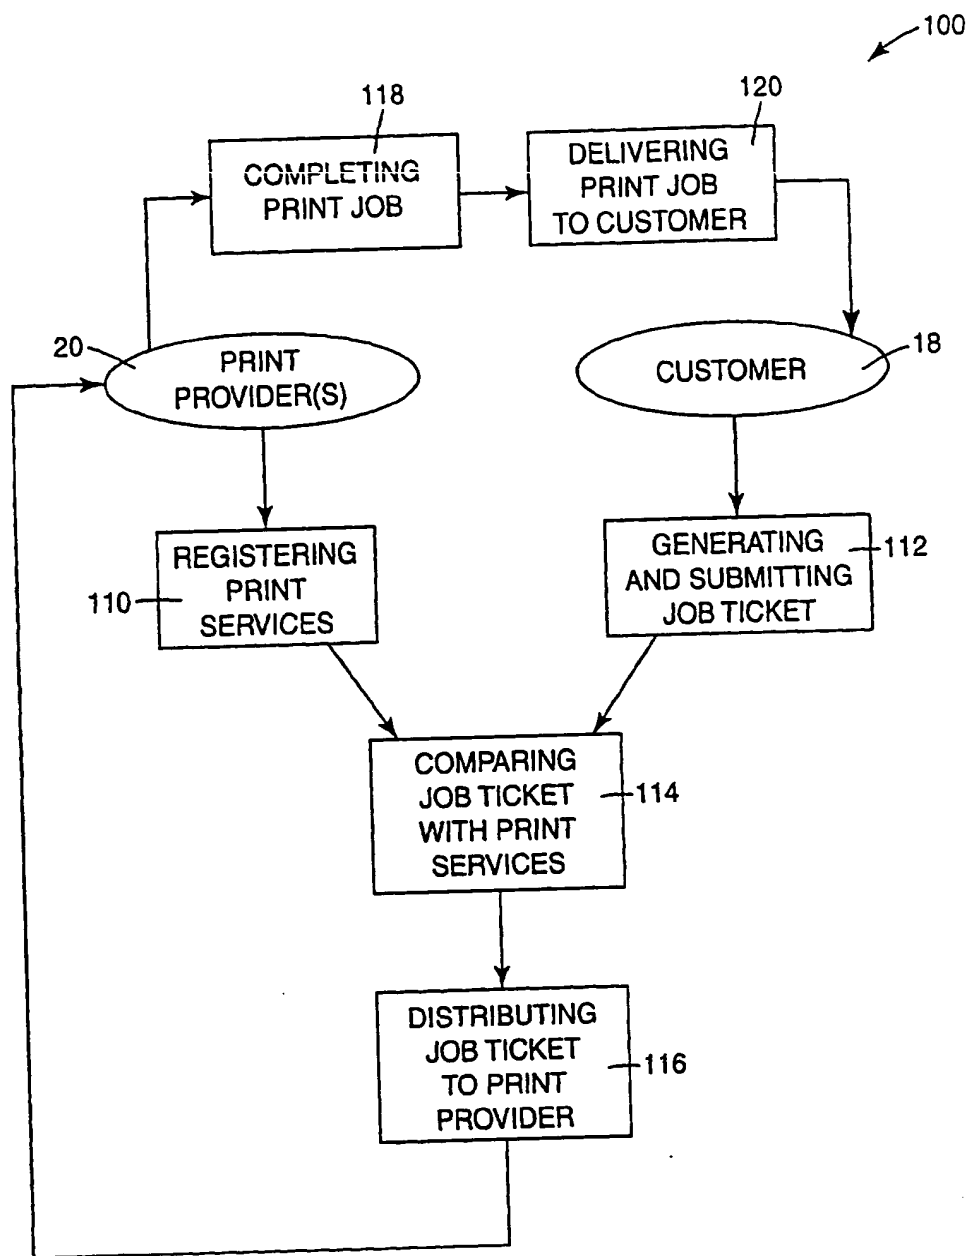 100
118
COMPLETING
PRINT JOB
120
DELIVERING
PRINT JOB
TO CUSTOMER
20
PRINT
PROVIDER(S)
CUSTOMER
18
REGISTERING
PRINT
SERVICES
110
GENERATING
AND SUBMITTING
JOB TICKET
112
COMPARING
JOB TICKET
WITH PRINT
SERVICES
114
DISTRIBUTING
JOB TICKET
TO PRINT
PROVIDER
116